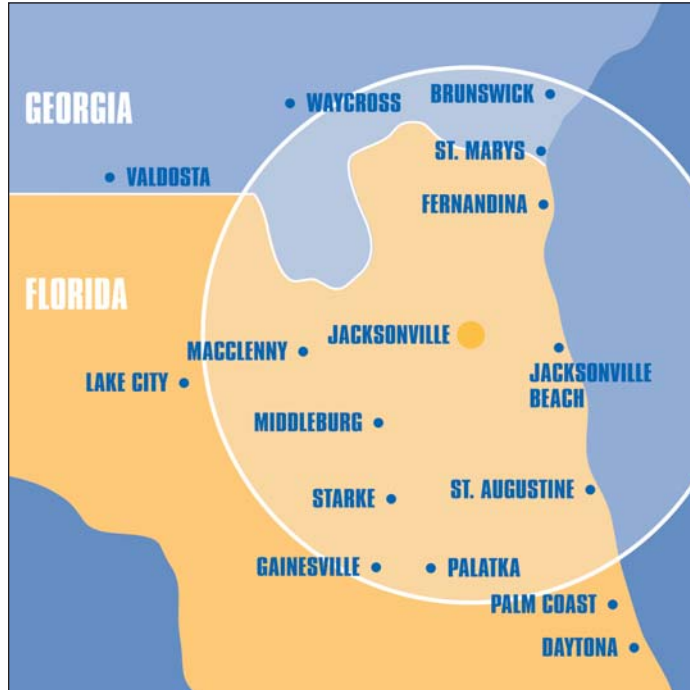 GEORGIA
WAYCROSS
BRUNSWICK
ST. MARYS
VALDOSTA
FERNANDINA
FLORIDA
JACKSONVILLE
MACCLENNY
JACKSONVILLE
BEACH
LAKE CITY
MIDDLEBURG
STARKE
ST. AUGUSTINE
GAINESVILLE
PALATKA
PALM COAST
DAYTONA